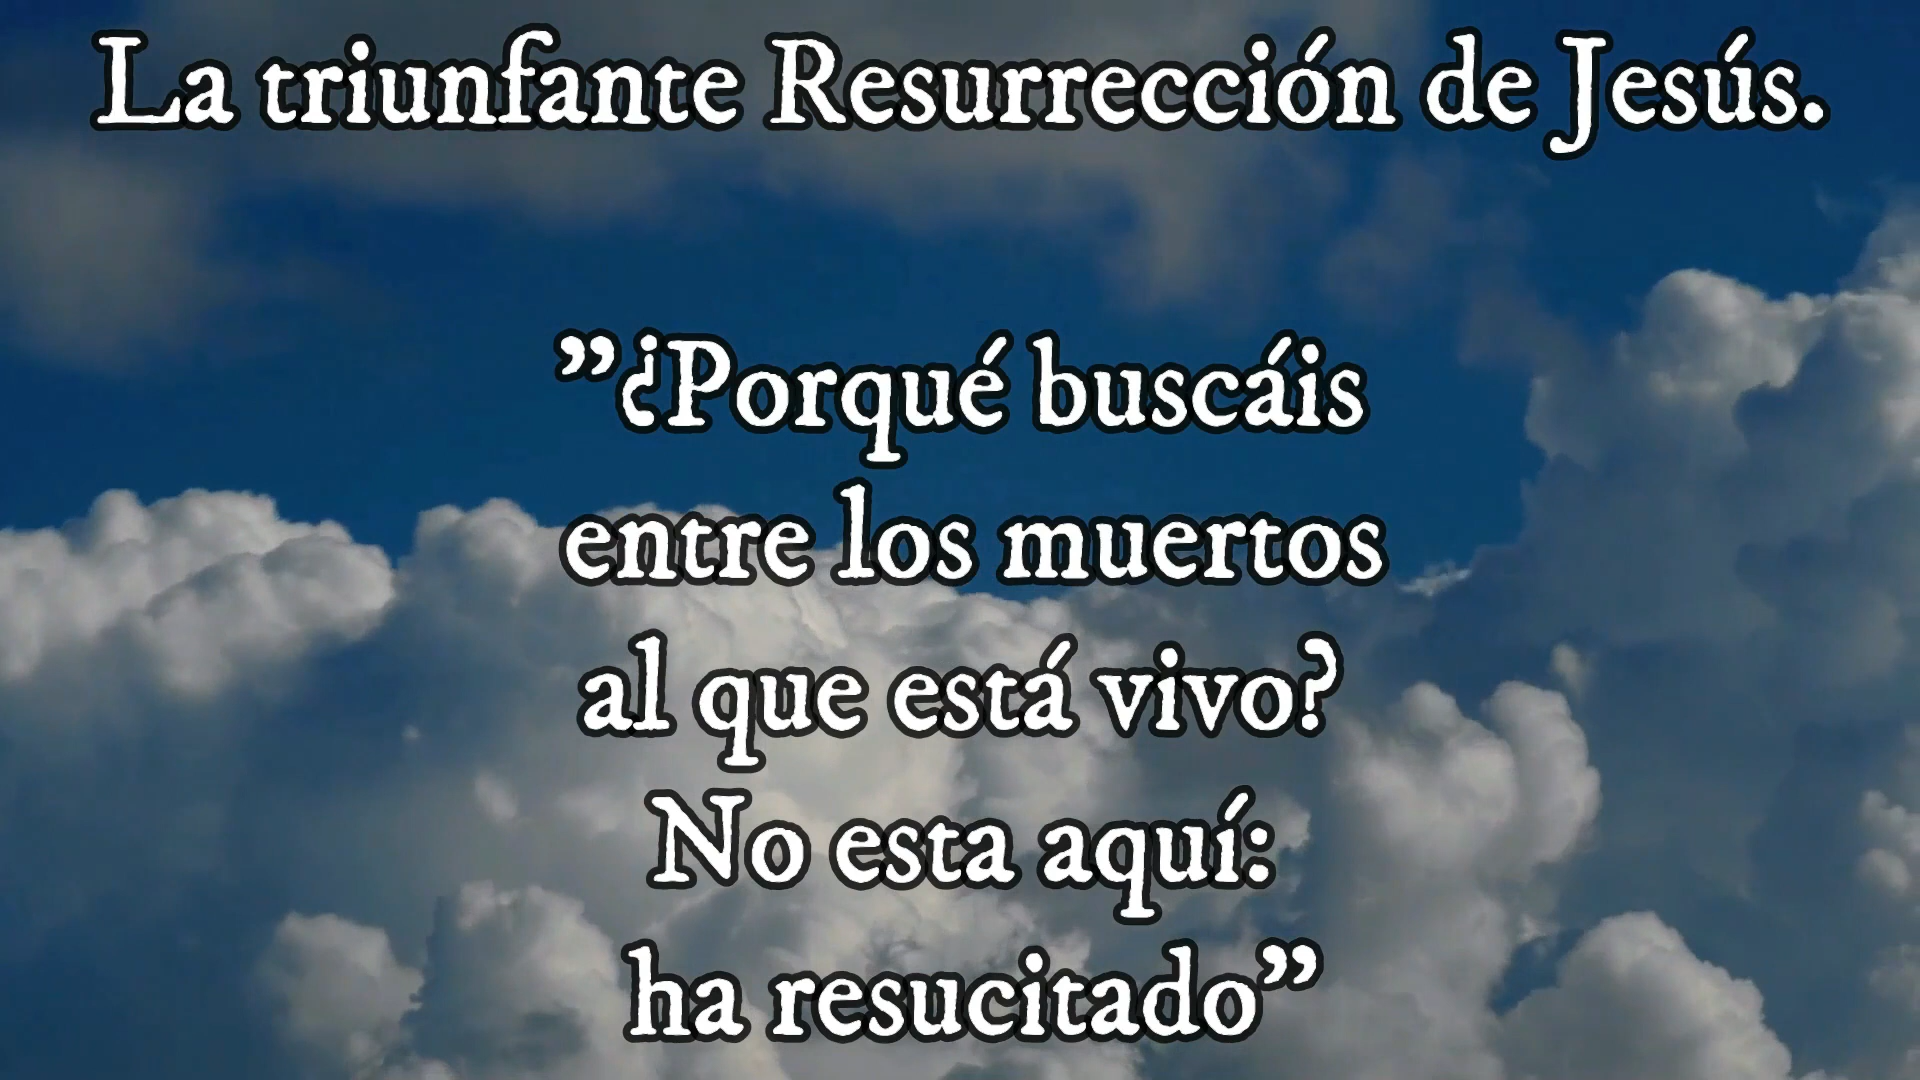 La triunfante Resurrección de Jesús.
”¿Porqué buscáis
entre los muertos
al que está vivo?
No esta aquí:
ha resucitado”